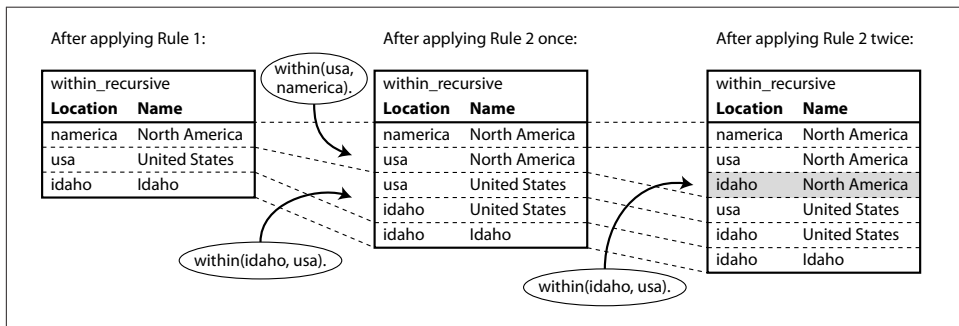 After applying Rule 1:
within_recursive
Location Name
namerica North America
usa United States
idaho Idaho
within(usa,
namerica).
within(idaho, usa).
After applying Rule 2 once:
within_recursive
Location Name
namerica North America
usa North America
usa United States
idaho United States
idaho Idaho
within(idaho, usa).
After applying Rule 2 twice:
within_recursive
Location Name
namerica North America
usa North America
idaho North America
usa United States
idaho United States
idaho Idaho